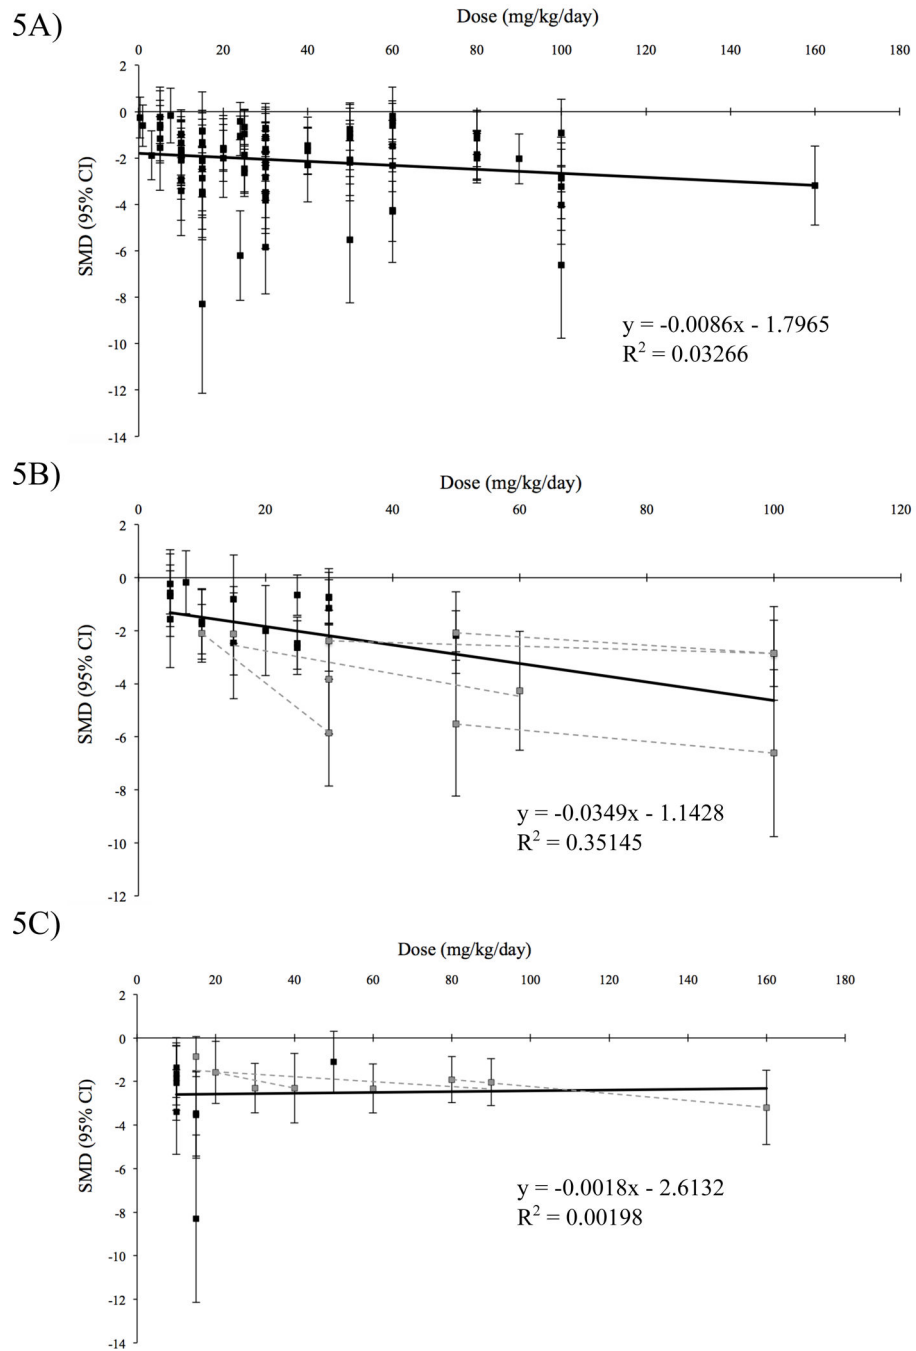 5A)
Dose (mg/kg/day)
0 20 40 60 80 100 120 140 160 180
2
0
-2
-4
-6
-8
-10
-12
-14
SMD (95% CI)
y = -0.0086x - 1.7965
R² = 0.03266
5B)
Dose (mg/kg/day)
0 20 40 60 80 100 120
2
0
-2
-4
-6
-8
-10
-12
SMD (95% CI)
y = -0.0349x - 1.1428
R² = 0.35145
5C)
Dose (mg/kg/day)
0 20 40 60 80 100 120 140 160 180
2
0
-2
-4
-6
-8
-10
-12
-14
SMD (95% CI)
y = -0.0018x - 2.6132
R² = 0.00198